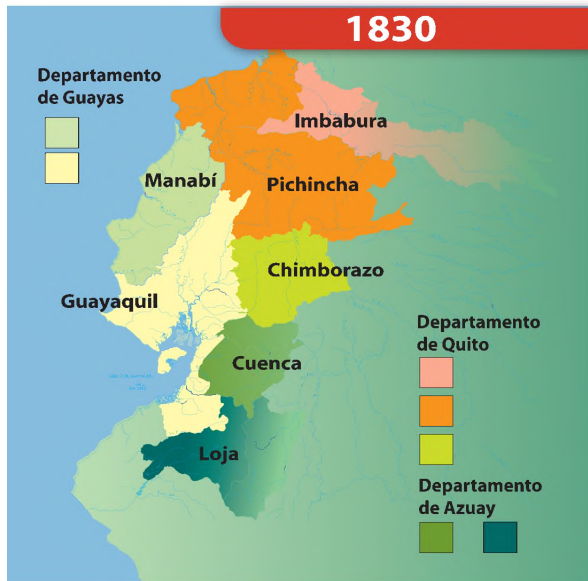 1830
Departamento
de Guayas
Imbabura
Manabí
Pichincha
Chimborazo
Guayaquil
Departamento
de Quito
Cuenca
Loja
Departamento
de Azuay